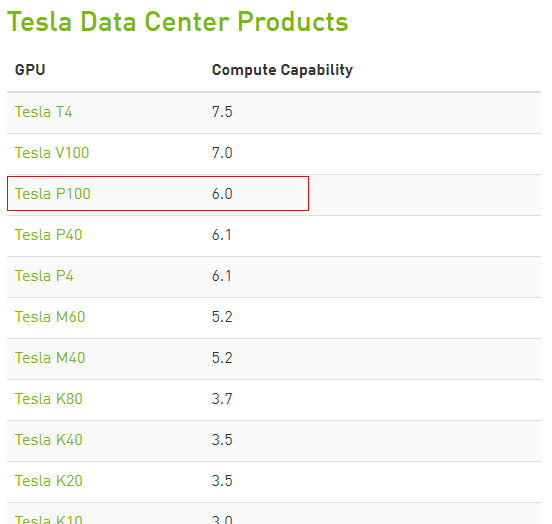 Tesla Data Center Products
GPU Compute Capability
Tesla T4 7.5
Tesla V100 7.0
Tesla P100 6.0
Tesla P40 6.1
Tesla P4 6.1
Tesla M60 5.2
Tesla M40 5.2
Tesla K80 3.7
Tesla K40 3.5
Tesla K20 3.5
Tesla K10 3.0